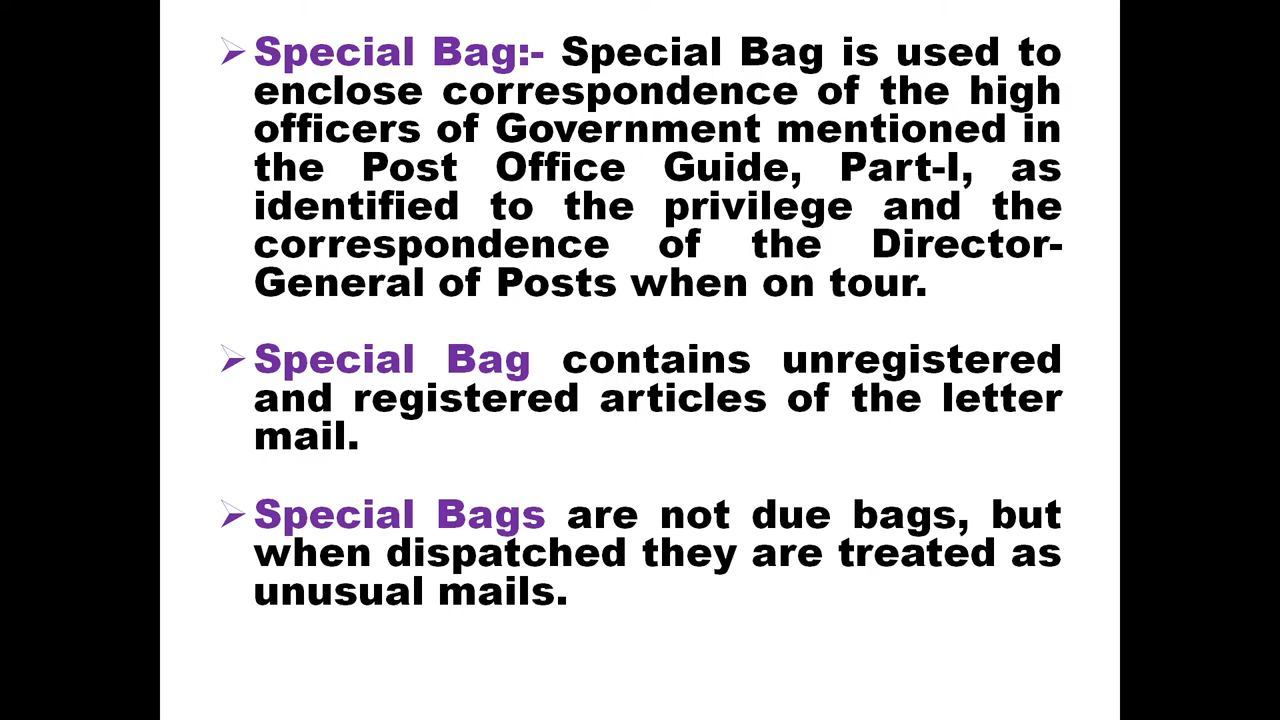 Special Bag:- Special Bag is used to
enclose correspondence of the high
officers of Government mentioned in
the Post Office Guide, Part-I, as
identified to the privilege and the
correspondence of the Director-
General of Posts when on tour.
Special Bag contains unregistered
and registered articles of the letter
mail.
Special Bags are not due bags, but
when dispatched they are treated as
unusual mails.